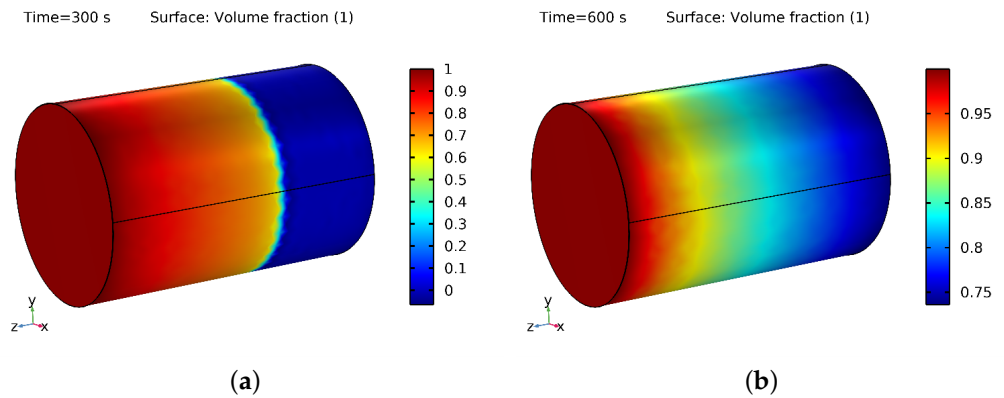 Time=300 s Surface: Volume fraction (1)
1
0.9
0.8
0.7
0.6
0.5
0.4
0.3
0.2
0.1
0
y
z x
(a)
Time=600 s Surface: Volume fraction (1)
0.95
0.9
0.85
0.8
0.75
y
z x
(b)